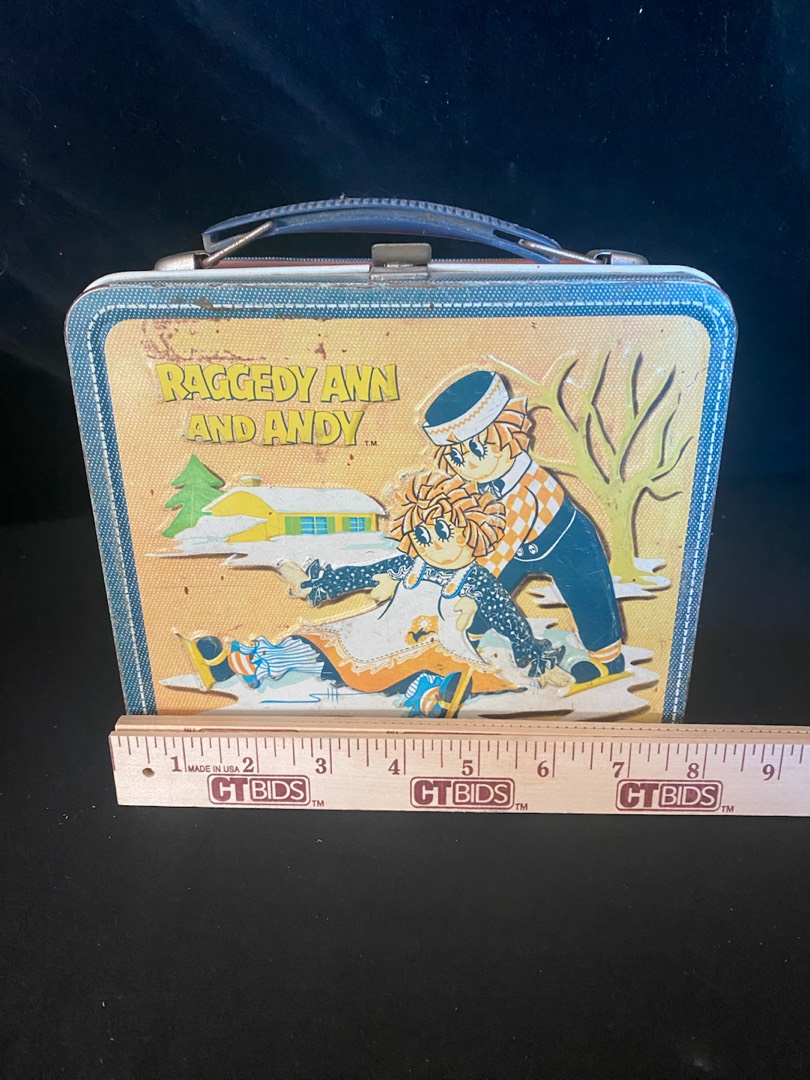 RAGGEDY ANN
AND ANDY TM
1 MADE IN USA 2 3 4 5 6 7 8 9
CTBIDS TM CTBIDS TM CTBIDS TM